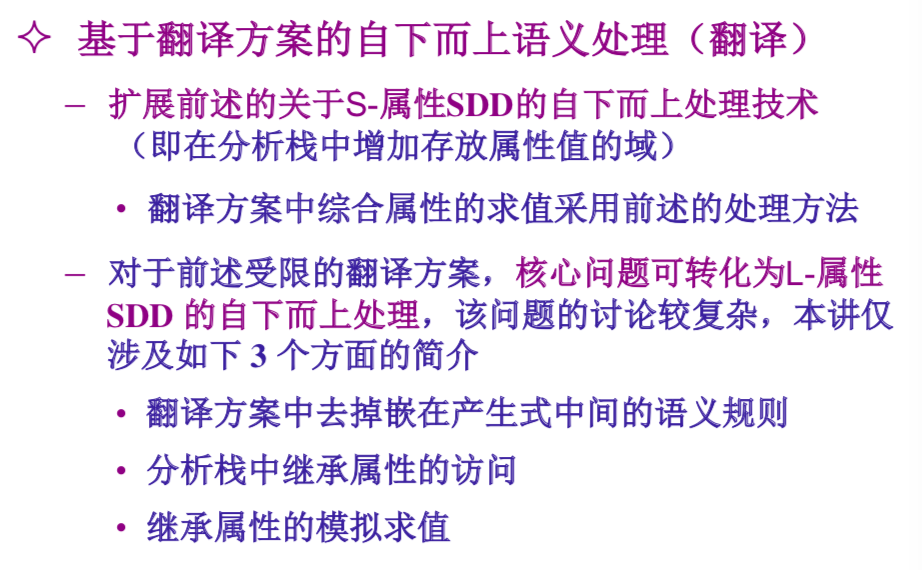 ✧ 基于翻译方案的自下而上语义处理（翻译）
– 扩展前述的关于S-属性SDD的自下而上处理技术
（即在分析栈中增加存放属性值的域）
• 翻译方案中综合属性的求值采用前述的处理方法
– 对于前述受限的翻译方案，核心问题可转化为L-属性
SDD 的自下而上处理，该问题的讨论较复杂，本讲仅
涉及如下 3 个方面的简介
• 翻译方案中去掉嵌在产生式中间的语义规则
• 分析栈中继承属性的访问
• 继承属性的模拟求值